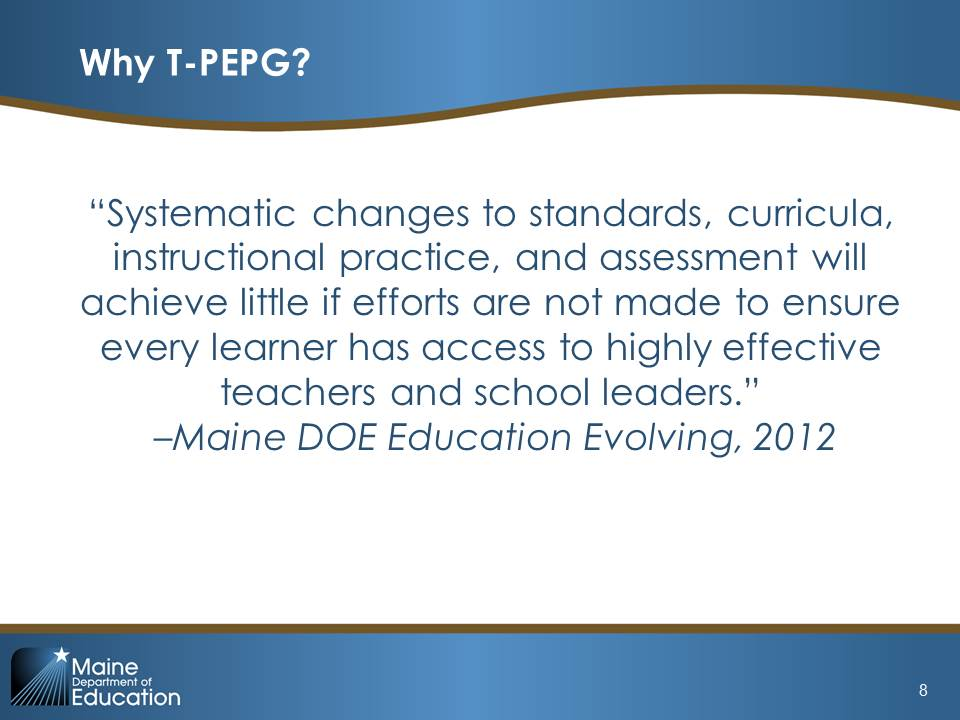 Why T-PEPG?
“Systematic changes to standards, curricula,
instructional practice, and assessment will
achieve little if efforts are not made to ensure
every learner has access to highly effective
teachers and school leaders.”
–Maine DOE Education Evolving, 2012
Maine
Department of
Education
8